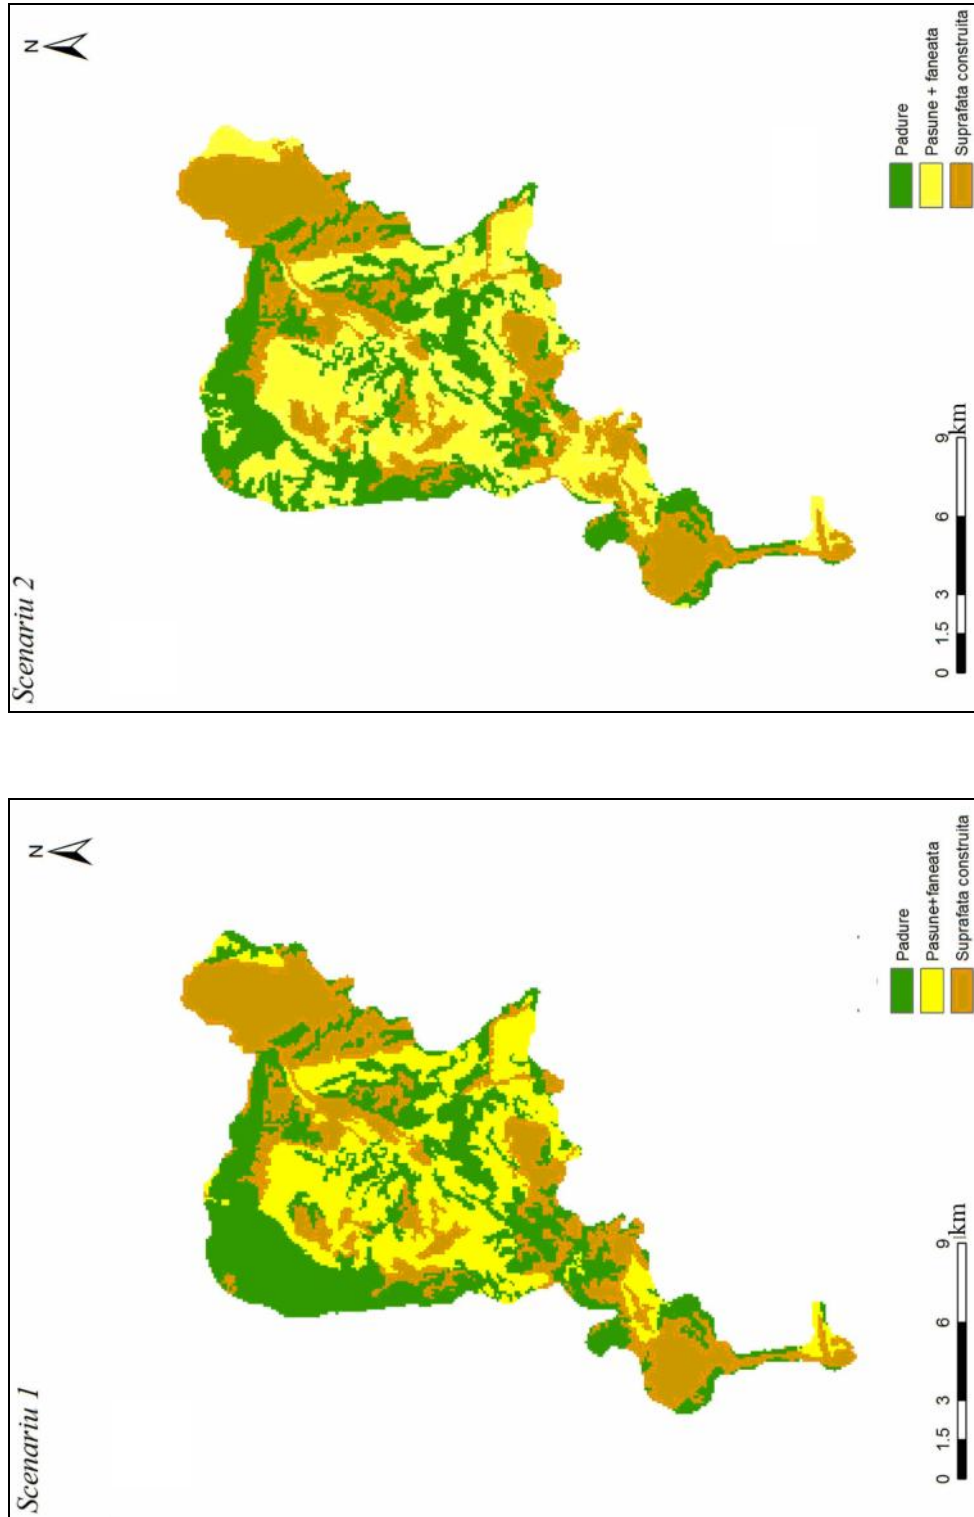 Scenariu 1
N
Padure
Pasune+faneata
Suprafata construita
0 1.5 3 6 9 km
Scenariu 2
N
Padure
Pasune + faneata
Suprafata construita
0 1.5 3 6 9 km